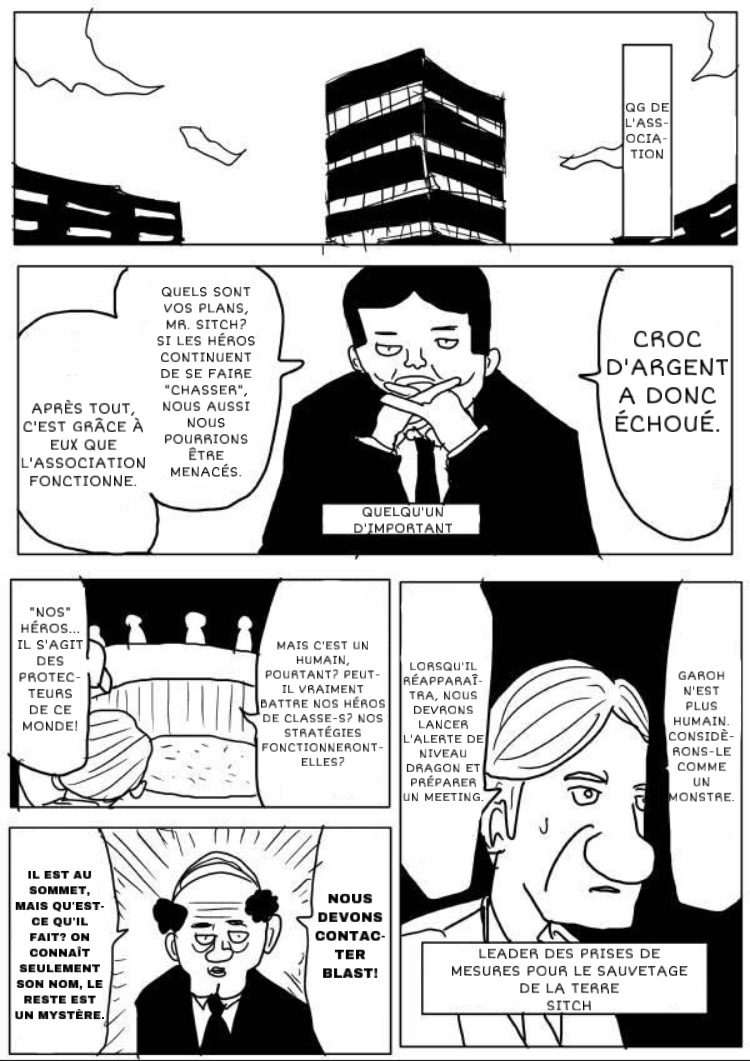 QG DE
L'ASS-
OCIA-
TION
CROC
D'ARGENT
A DONC
ÉCHOUÉ.
QUELS SONT
VOS PLANS,
MR. SITCH?
SI LES HÉROS
CONTINUENT
DE SE FAIRE
"CHASSER",
NOUS AUSSI
NOUS
POURRIONS
ÊTRE
MENACÉS.
APRÈS TOUT,
C'EST GRÂCE À
EUX QUE
L'ASSOCIATION
FONCTIONNE.
QUELQU'UN
D'IMPORTANT
GAROH
N'EST
PLUS
HUMAIN.
CONSIDÈ-
RONS-LE
COMME
UN
MONSTRE.
LORSQU'IL
RÉAPPARAÎ-
TRA, NOUS
DEVRONS
LANCER
L'ALERTE DE
NIVEAU
DRAGON ET
PRÉPARER
UN MEETING.
LEADER DES PRISES DE
MESURES POUR LE SAUVETAGE
DE LA TERRE
SITCH
MAIS C'EST UN
HUMAIN,
POURTANT? PEUT-
IL VRAIMENT
BATTRE NOS HÉROS
DE CLASSE-S? NOS
STRATÉGIES
FONCTIONNERONT-
ELLES?
"NOS"
HÉROS...
IL S'AGIT
DES
PROTEC-
TEURS
DE CE
MONDE!
NOUS
DEVONS
CONTAC-
TER
BLAST!
IL EST AU
SOMMET,
MAIS QU'EST-
CE QU'IL
FAIT? ON
CONNAÎT
SEULEMENT
SON NOM, LE
RESTE EST
UN MYSTÈRE.